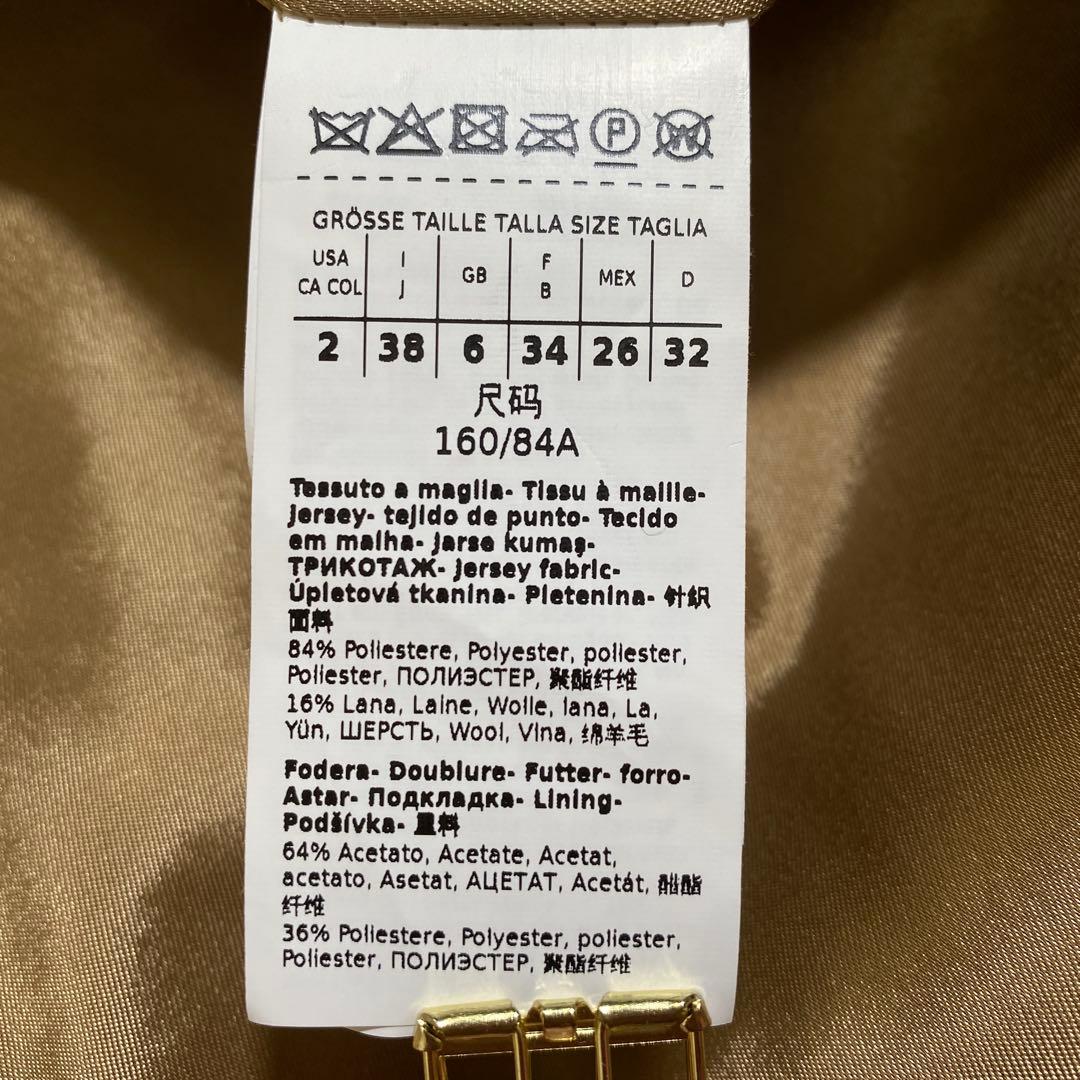 P W
GRÖSSE TAILLE TALLA SIZE TAGLIA
USA CA COL I J GB F B MEX D
2 38 6 34 26 32
尺码
160/84A
Tessuto a maglia- Tissu à maille-
Jersey- tejido de punto- Tecido
em malha- Jarse kumaş-
ТРИКОТАЖ- Jersey fabric-
Úpletová tkanina- Pletenina- 针织
面料
84% Poliestere, Polyester, poliester,
Poliester, ПОЛИЭСТЕР, 聚酯纤维
16% Lana, Laine, Wolle, lana, La,
Yün, ШЕРСТЬ, Wool, Vlna, 绵羊毛
Fodera- Doublure- Futter- forro-
Astar- Подкладка- Lining-
Podšívka- 里料
64% Acetato, Acetate, Acetat,
acetato, Asetat, АЦЕТАТ, Acetát, 醋酯
纤维
36% Poliestere, Polyester, poliester,
Poliester, ПОЛИЭСТЕР, 聚酯纤维